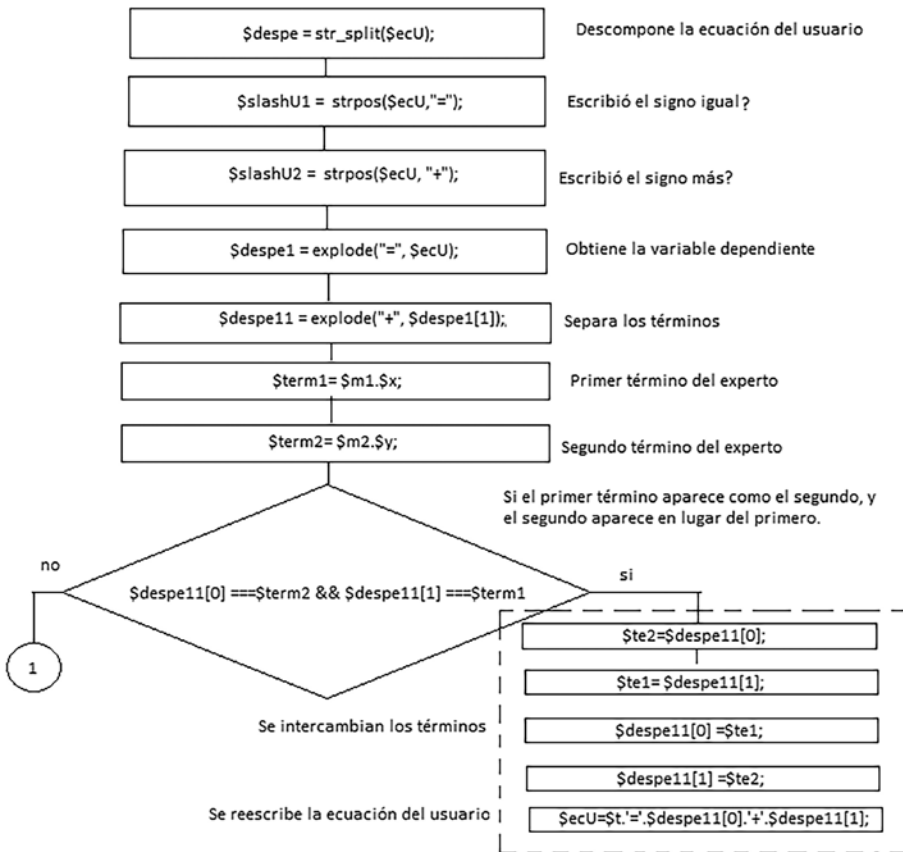 $despe = str_split($ecU);
Descompone la ecuación del usuario
$slashU1 = strpos($ecU,"=");
Escribió el signo igual?
$slashU2 = strpos($ecU, "+");
Escribió el signo más?
$despe1 = explode("=", $ecU);
Obtiene la variable dependiente
$despe11 = explode("+", $despe1[1]);
Separa los términos
$term1= $m1.$x;
Primer término del experto
$term2= $m2.$y;
Segundo término del experto
Si el primer término aparece como el segundo, y
el segundo aparece en lugar del primero.
no
si
$despe11[0] ===$term2 && $despe11[1] ===$term1
1
$te2=$despe11[0];
$te1= $despe11[1];
Se intercambian los términos
$despe11[0] =$te1;
$despe11[1] =$te2;
Se reescribe la ecuación del usuario
$ecU=$t.'='.$despe11[0].'+'.$despe11[1];